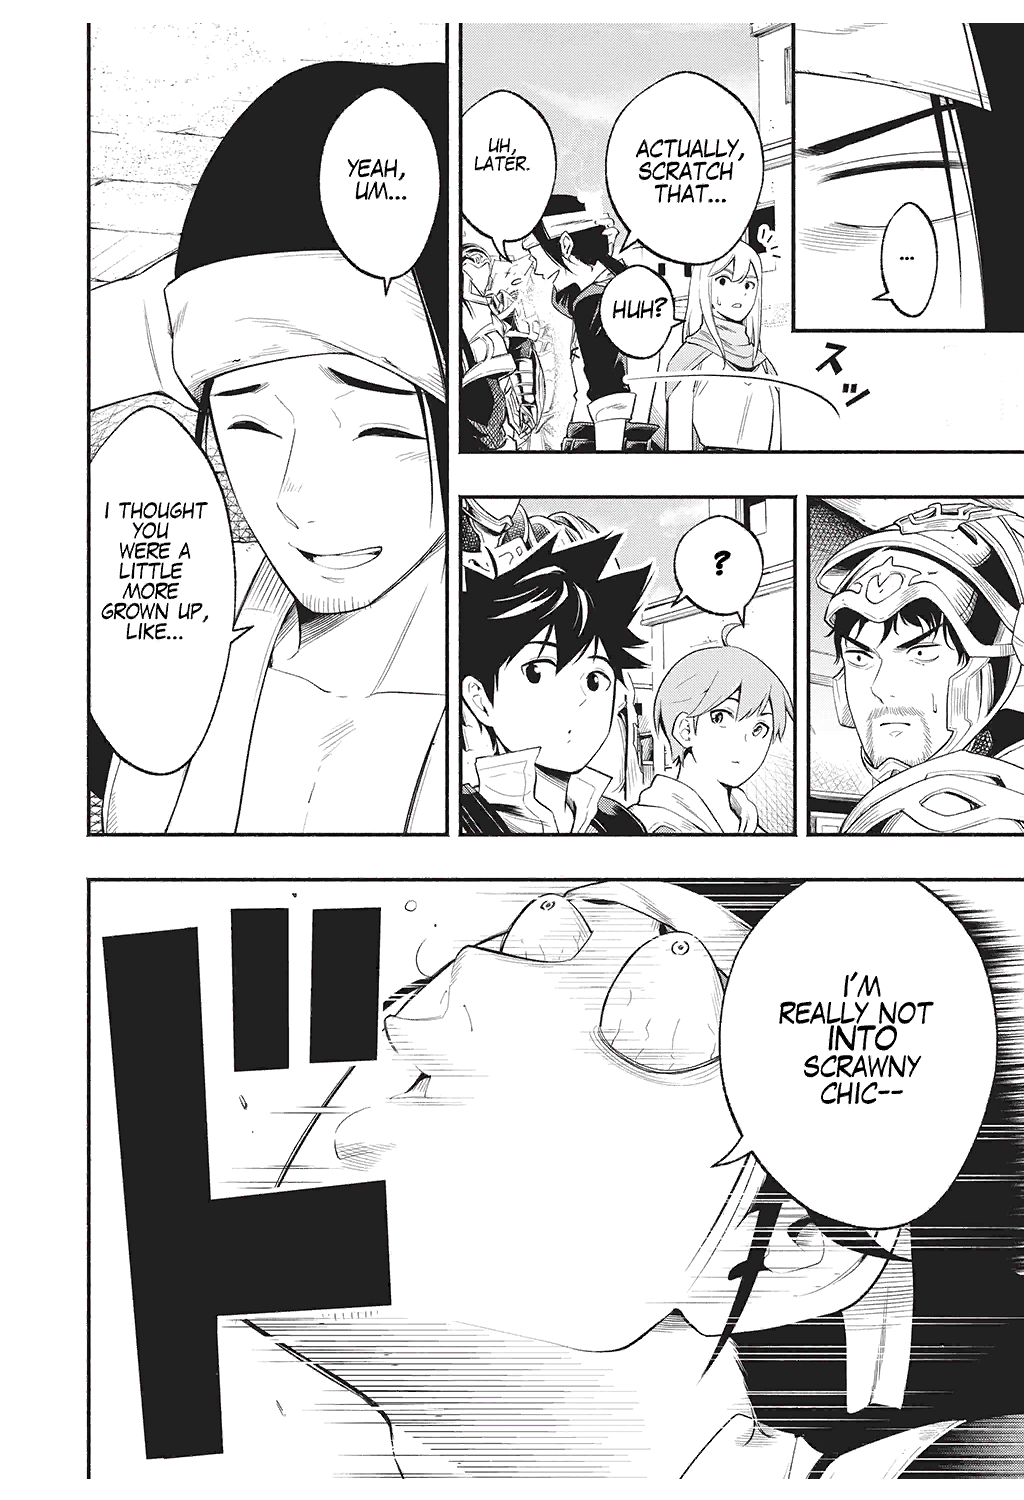 ...
ACTUALLY,
SCRATCH
THAT...
HUH?
UH,
LATER.
スッ
YEAH,
UM...
I THOUGHT
YOU
WERE A
LITTLE
MORE
GROWN UP,
LIKE...
?
I'M
REALLY NOT
INTO
SCRAWNY
CHIC--
ド